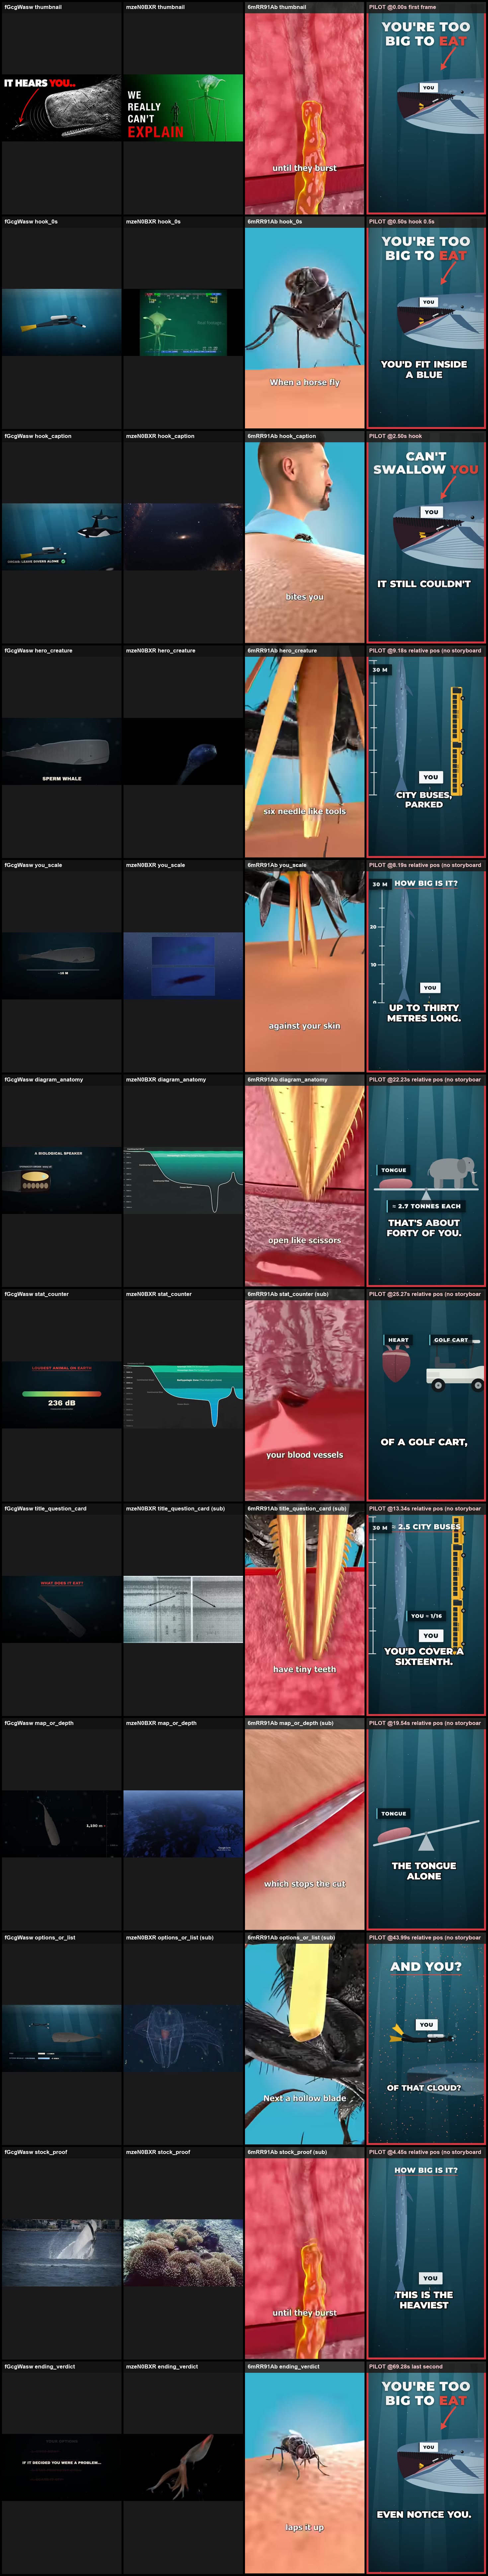 fGcgWasw thumbnail
mzeN0BXR thumbnail
6mRR91Ab thumbnail
PILOT @0.00s first frame
IT HEARS YOU..
WE
REALLY
CAN'T
EXPLAIN
until they burst
YOU'RE TOO
BIG TO EAT
YOU
fGcgWasw hook_0s
mzeN0BXR hook_0s
6mRR91Ab hook_0s
PILOT @0.50s hook 0.5s
When a horse fly
YOU'RE TOO
BIG TO EAT
YOU
YOU'D FIT INSIDE
A BLUE
fGcgWasw hook_caption
mzeN0BXR hook_caption
6mRR91Ab hook_caption
PILOT @2.50s hook
bites you
CAN'T
SWALLOW YOU
YOU
IT STILL COULDN'T
fGcgWasw hero_creature
mzeN0BXR hero_creature
6mRR91Ab hero_creature
PILOT @9.18s relative pos (no storyboard
SPERM WHALE
six needle like tools
30 M
YOU
CITY BUSES,
PARKED
fGcgWasw you_scale
mzeN0BXR you_scale
6mRR91Ab you_scale
PILOT @8.19s relative pos (no storyboard
against your skin
30 M
HOW BIG IS IT?
20
10
0
YOU
UP TO THIRTY
METRES LONG.
fGcgWasw diagram_anatomy
mzeN0BXR diagram_anatomy
6mRR91Ab diagram_anatomy
PILOT @22.23s relative pos (no storyboar
A BIOLOGICAL SPEAKER
open like scissors
TONGUE
= 2.7 TONNES EACH
THAT'S ABOUT
FORTY OF YOU.
fGcgWasw stat_counter
mzeN0BXR stat_counter
6mRR91Ab stat_counter (sub)
PILOT @25.27s relative pos (no storyboar
LOUDEST ANIMAL ON EARTH
236 dB
your blood vessels
HEART
GOLF CART
OF A GOLF CART,
fGcgWasw title_question_card
mzeN0BXR title_question_card (sub)
6mRR91Ab title_question_card (sub)
PILOT @13.34s relative pos (no storyboar
WHAT DOES IT EAT?
have tiny teeth
30 M
= 2.5 CITY BUSES
YOU = 1/16
YOU
YOU'D COVER A
SIXTEENTH.
fGcgWasw map_or_depth
mzeN0BXR map_or_depth
6mRR91Ab map_or_depth (sub)
PILOT @19.54s relative pos (no storyboar
which stops the cut
TONGUE
THE TONGUE
ALONE
fGcgWasw options_or_list
mzeN0BXR options_or_list (sub)
6mRR91Ab options_or_list (sub)
PILOT @43.99s relative pos (no storyboar
Next a hollow blade
AND YOU?
YOU
OF THAT CLOUD?
fGcgWasw stock_proof
mzeN0BXR stock_proof
6mRR91Ab stock_proof (sub)
PILOT @4.45s relative pos (no storyboard
until they burst
HOW BIG IS IT?
YOU
THIS IS THE
HEAVIEST
fGcgWasw ending_verdict
mzeN0BXR ending_verdict
6mRR91Ab ending_verdict
PILOT @69.28s last second
IF IT DECIDED YOU WERE A PROBLEM...
laps it up
YOU'RE TOO
BIG TO EAT
YOU
EVEN NOTICE YOU.